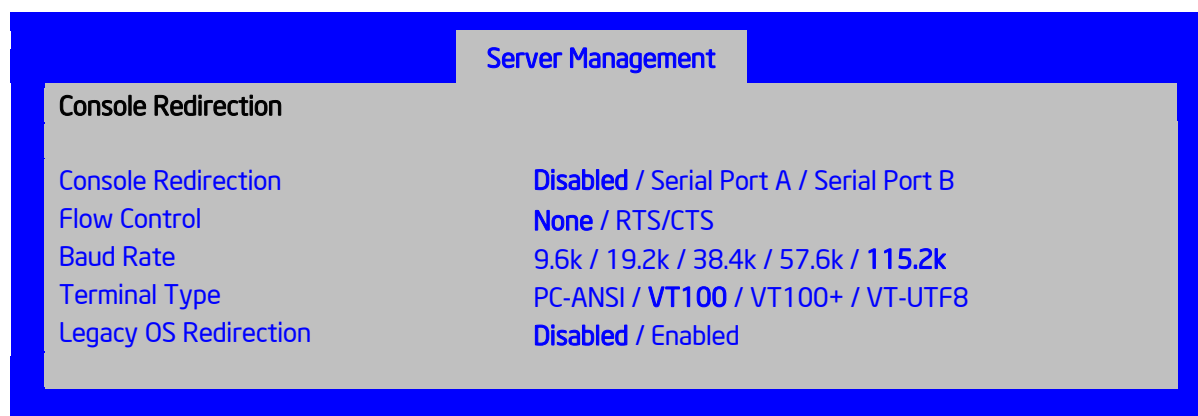 Server Management
Console Redirection
Console Redirection Disabled / Serial Port A / Serial Port B
Flow Control None / RTS/CTS
Baud Rate 9.6k / 19.2k / 38.4k / 57.6k / 115.2k
Terminal Type PC-ANSI / VT100 / VT100+ / VT-UTF8
Legacy OS Redirection Disabled / Enabled